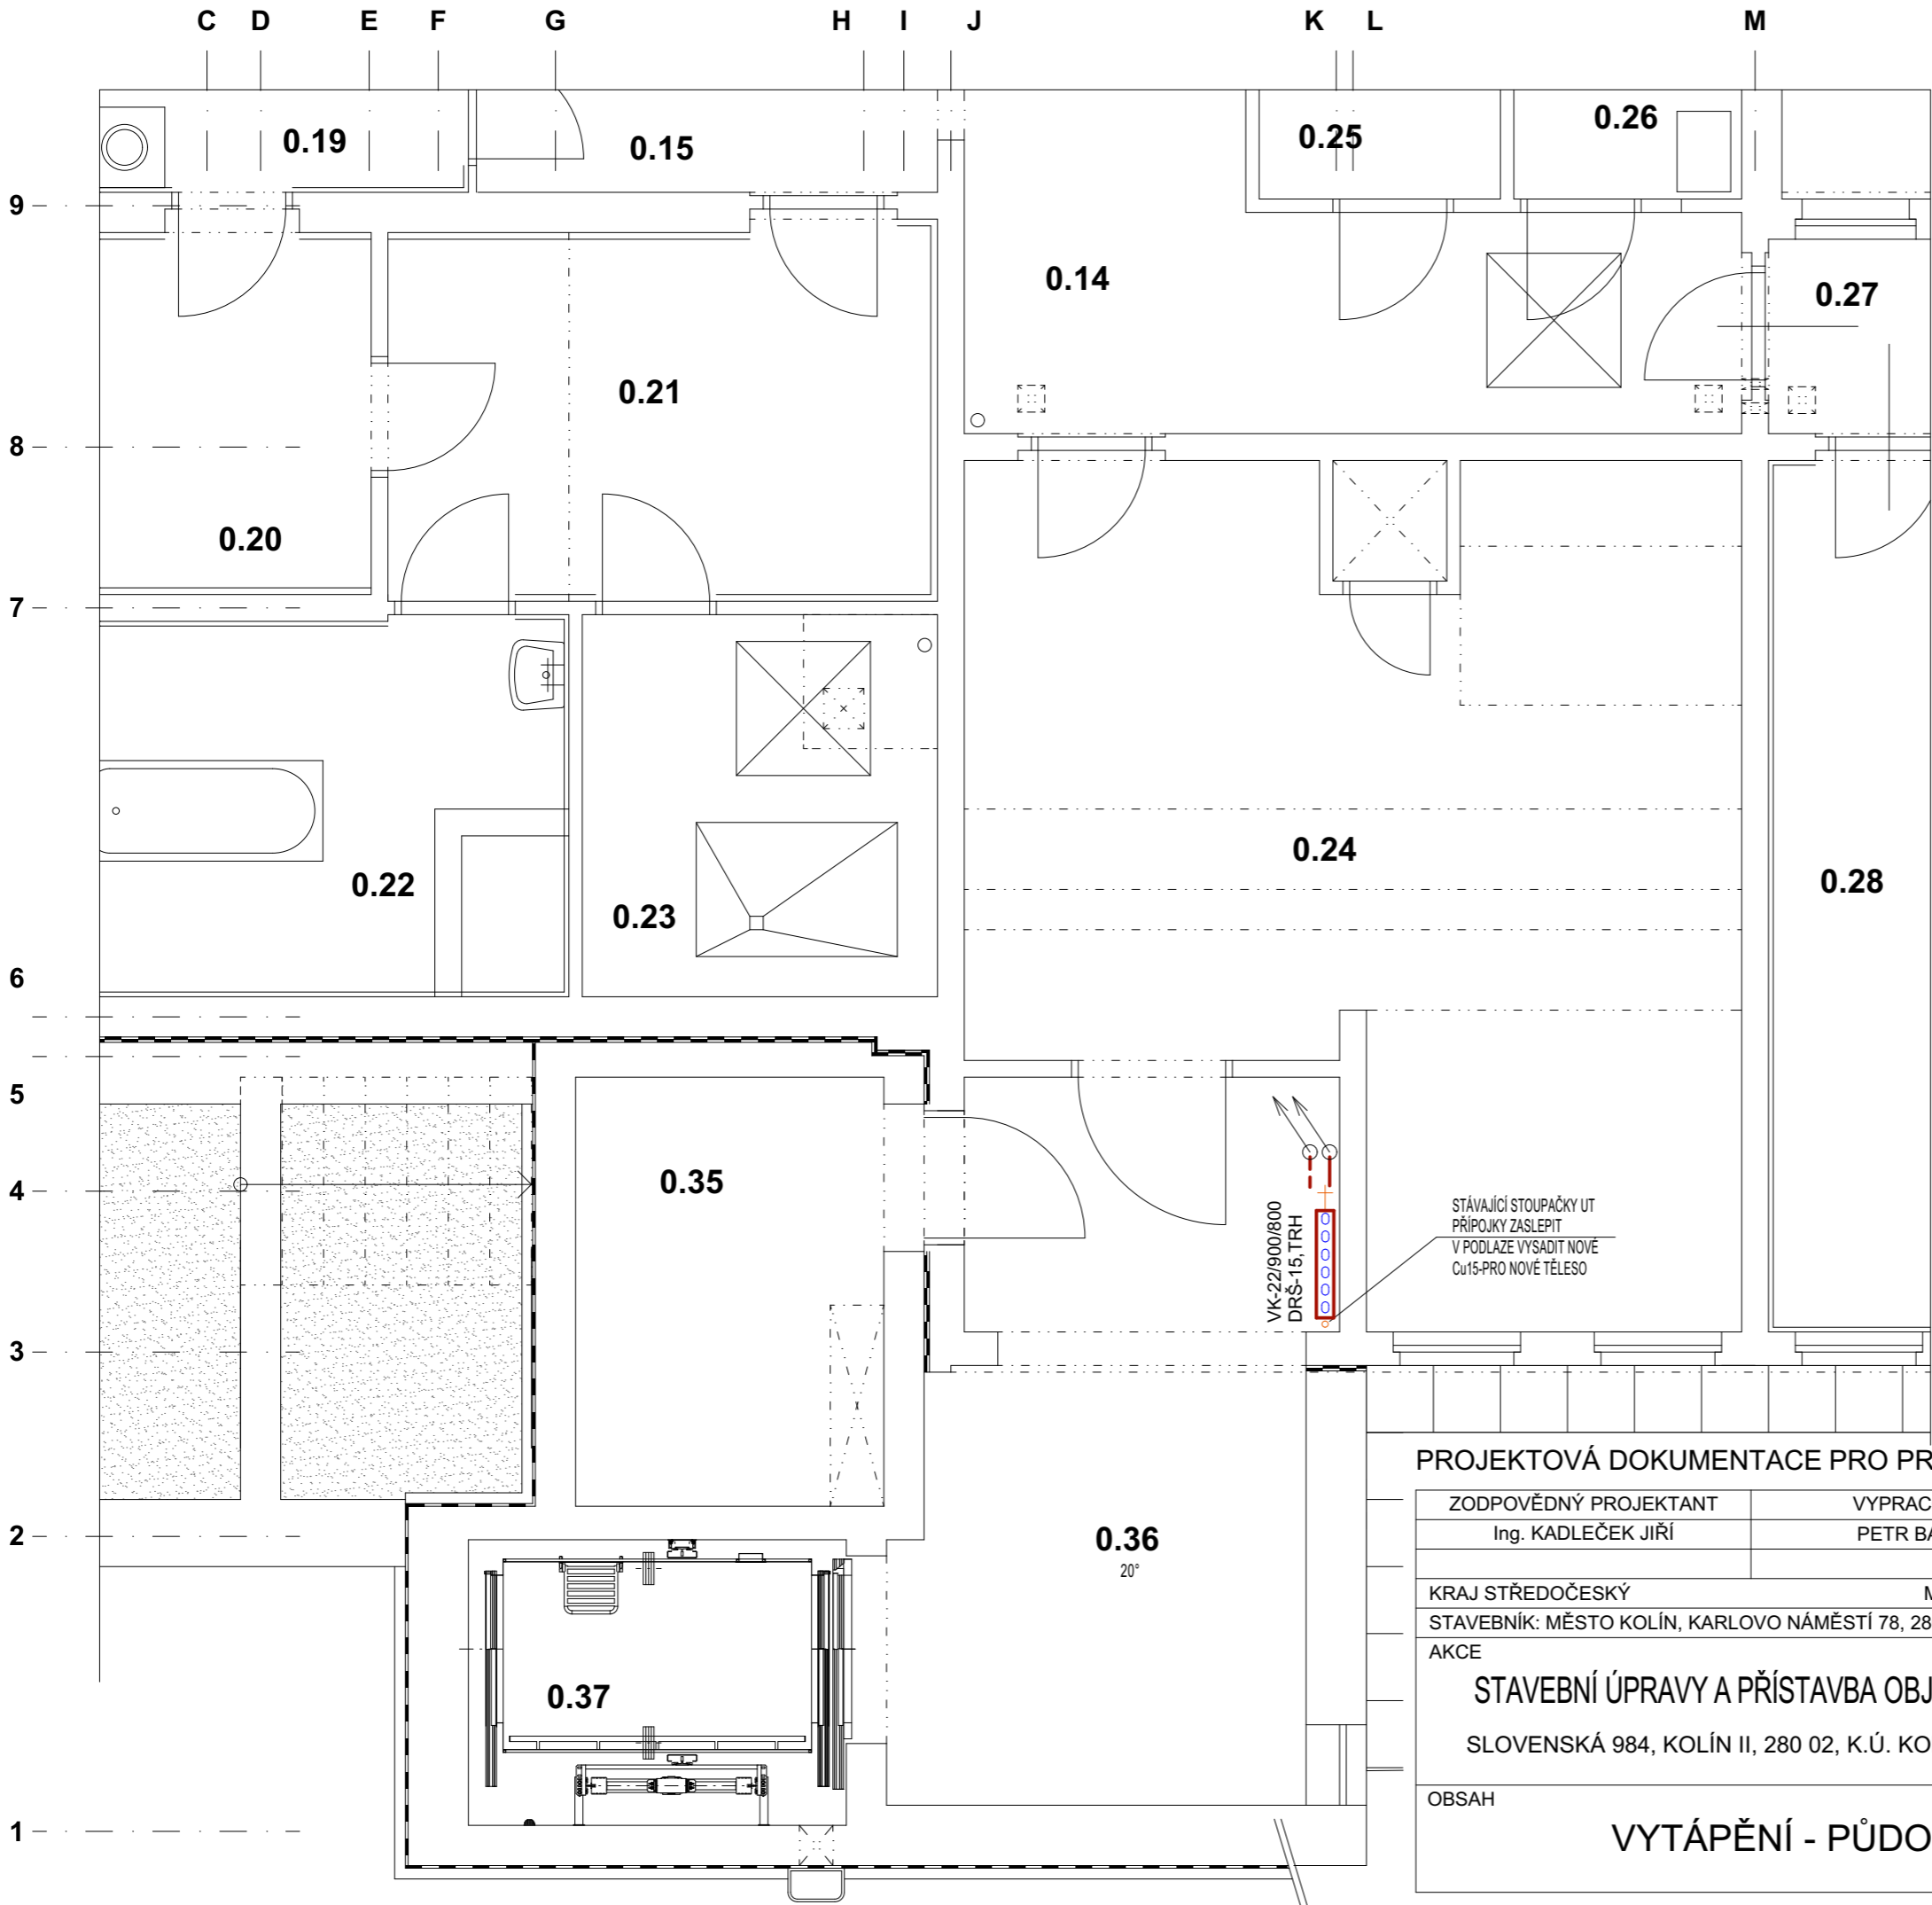 C D E F G H I J K L M
0.19
0.15
0.25
0.26
9
0.14
0.27
0.21
8
0.20
7
0.24
0.28
0.22
0.23
6
5
0.35
4
VK-22/900/800
DRŠ-15,TRH
STÁVAJÍCÍ STOUPAČKY UT
PŘÍPOJKY ZASLEPIT
V PODLAZE VYSADIT NOVÉ
Cu15-PRO NOVÉ TĚLESO
3
2
0.36
20°
0.37
1
PROJEKTOVÁ DOKUMENTACE PRO PR
ZODPOVĚDNÝ PROJEKTANT VYPRAC
Ing. KADLEČEK JIŘÍ PETR BA
KRAJ STŘEDOČESKÝ M
STAVEBNÍK: MĚSTO KOLÍN, KARLOVO NÁMĚSTÍ 78, 28
AKCE
STAVEBNÍ ÚPRAVY A PŘÍSTAVBA OBJ
SLOVENSKÁ 984, KOLÍN II, 280 02, K.Ú. KO
OBSAH
VYTÁPĚNÍ - PŮDO